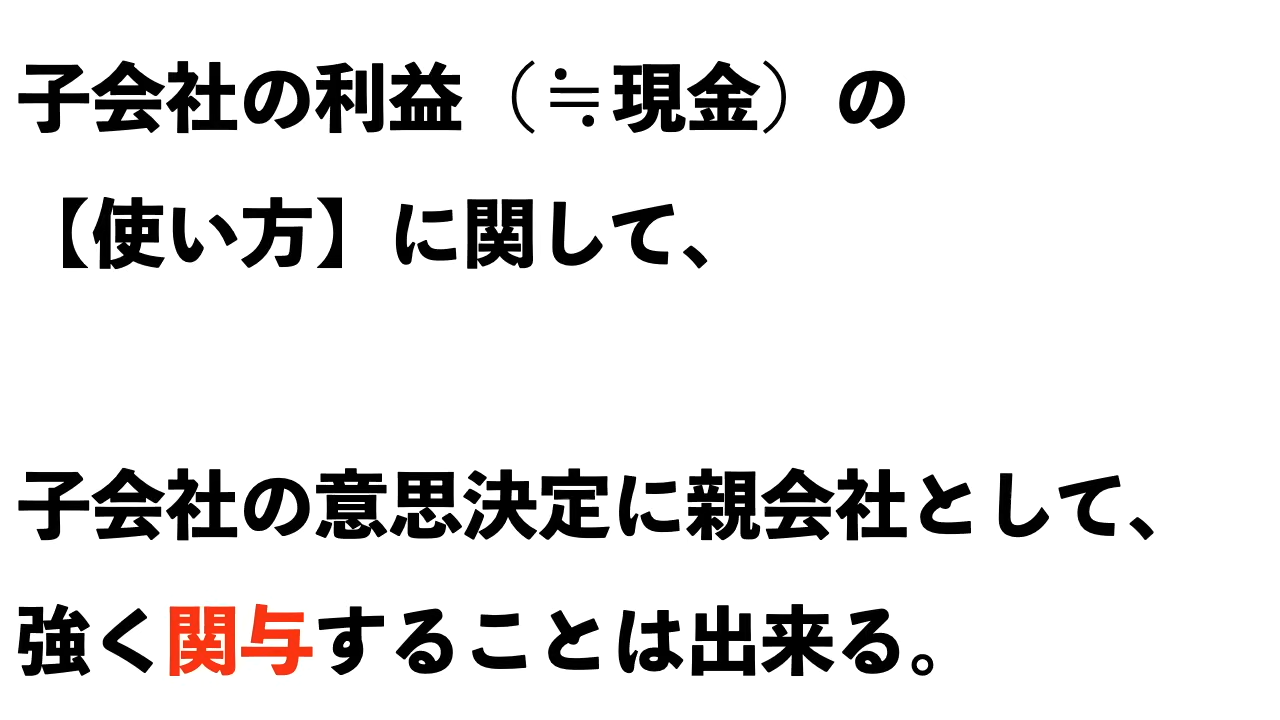 子会社の利益（≒現金）の
【使い方】に関して、
子会社の意思決定に親会社として、
強く関与することは出来る。